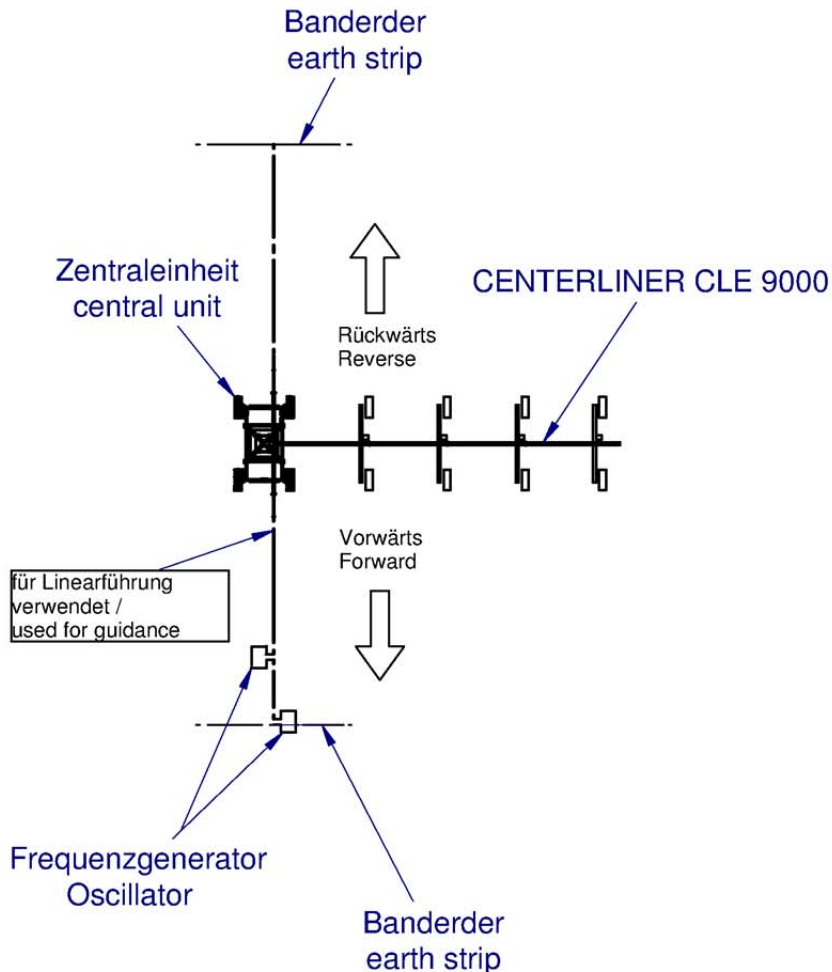 Banderder
earth strip
Zentraleinheit
central unit
CENTERLINER CLE 9000
Rückwärts
Reverse
Vorwärts
Forward
für Linearführung
verwendet /
used for guidance
Frequenzgenerator
Oscillator
Banderder
earth strip